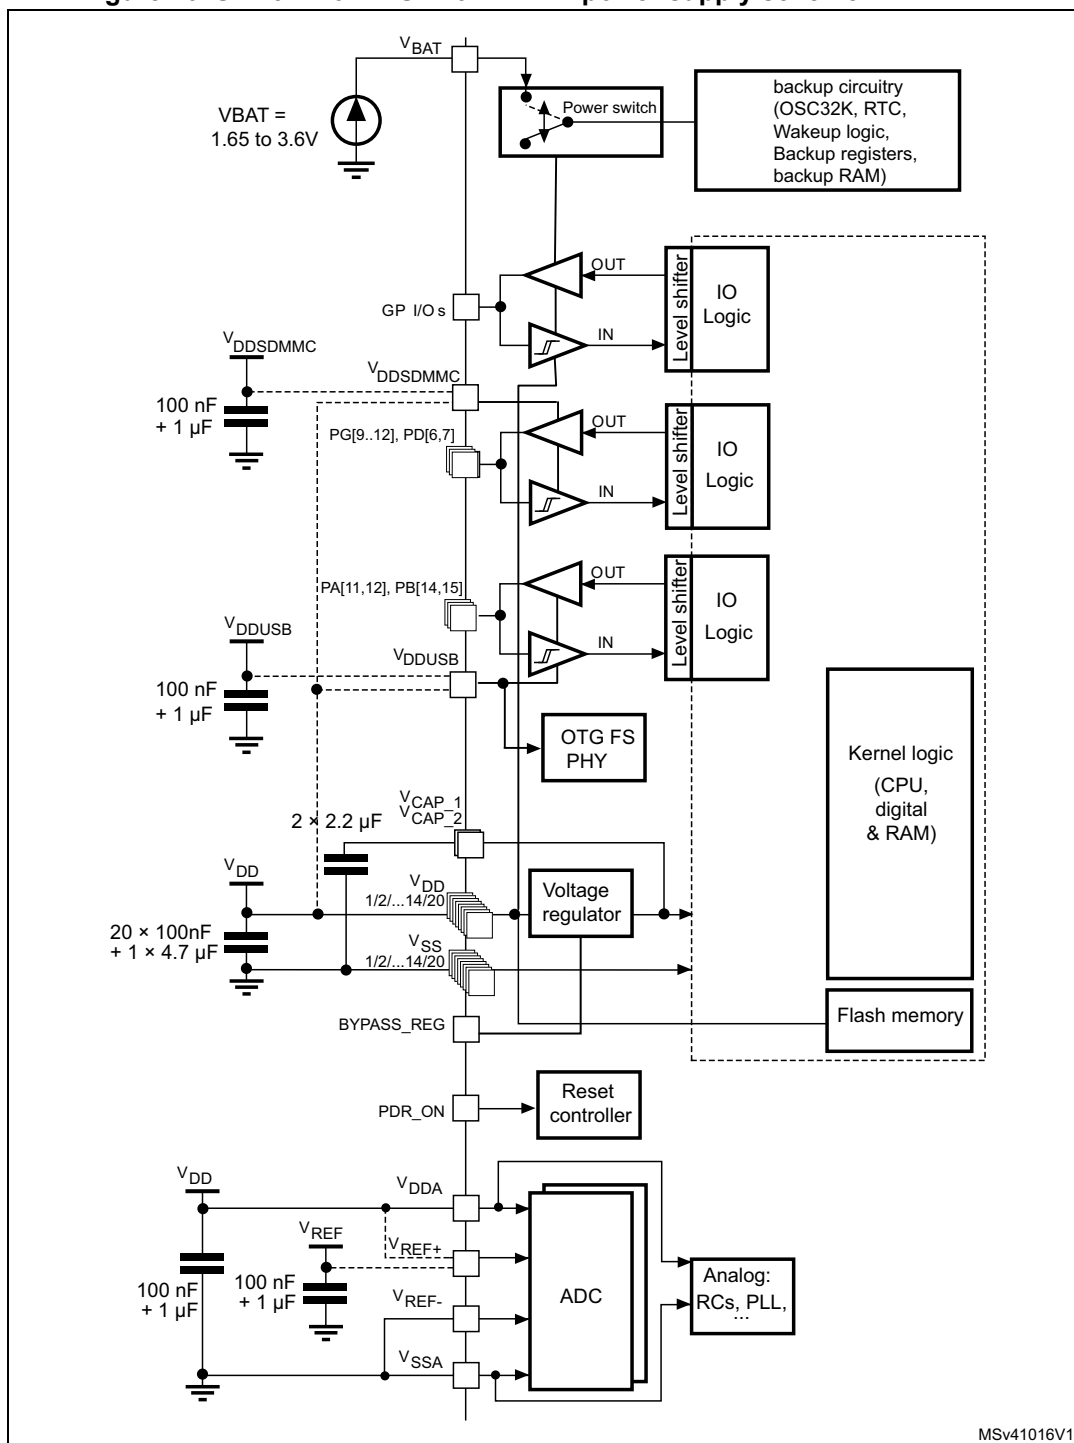 power supply scheme
VBAT
VBAT =
1.65 to 3.6V
Power switch
backup circuitry
(OSC32K, RTC,
Wakeup logic,
Backup registers,
backup RAM)
OUT
IN
Level shifter
IO
Logic
GP I/Os
VDDSDMMC
VDDSDMMC
100 nF
+ 1 μF
PG[9..12], PD[6,7]
OUT
IN
Level shifter
IO
Logic
PA[11,12], PB[14,15]
OUT
IN
Level shifter
IO
Logic
VDDUSB
VDDUSB
100 nF
+ 1 μF
OTG FS
PHY
Kernel logic
(CPU,
digital
& RAM)
VCAP_1
VCAP_2
2 × 2.2 μF
VDD
VDD
1/2/...14/20
Voltage
regulator
20 × 100nF
+ 1 × 4.7 μF
VSS
1/2/...14/20
Flash memory
BYPASS_REG
PDR_ON
Reset
controller
VDD
VDDA
VREF
VREF+
100 nF
+ 1 μF
100 nF
+ 1 μF
VREF-
ADC
Analog:
RCs, PLL,
...
VSSA
MSv41016V1